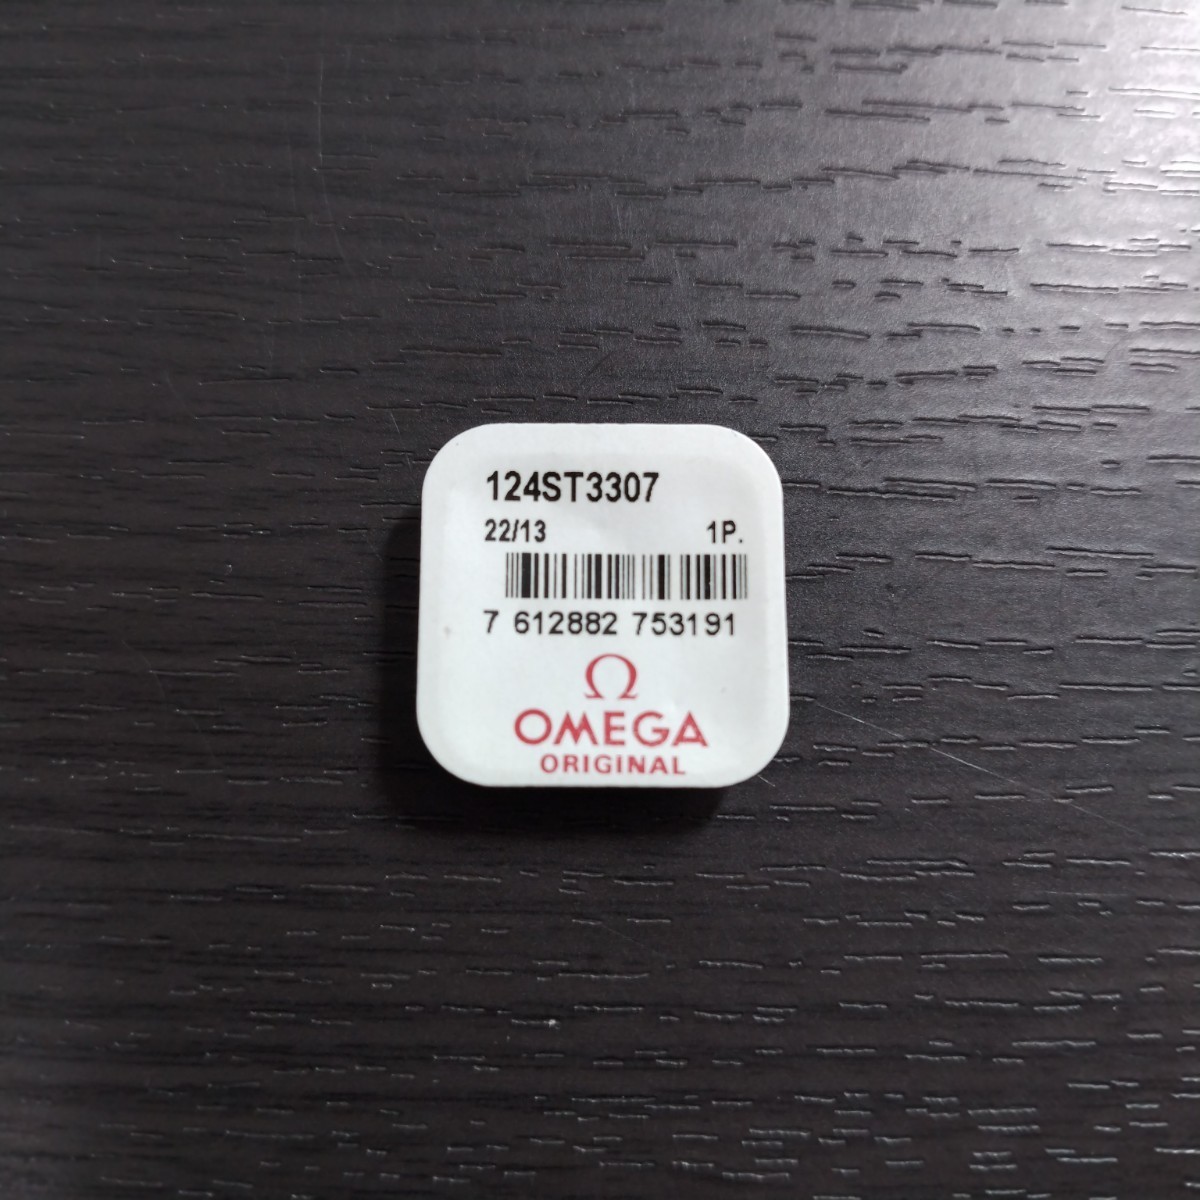 124ST3307
22/13 1P.
7 612882 753191
Ω
OMEGA
ORIGINAL